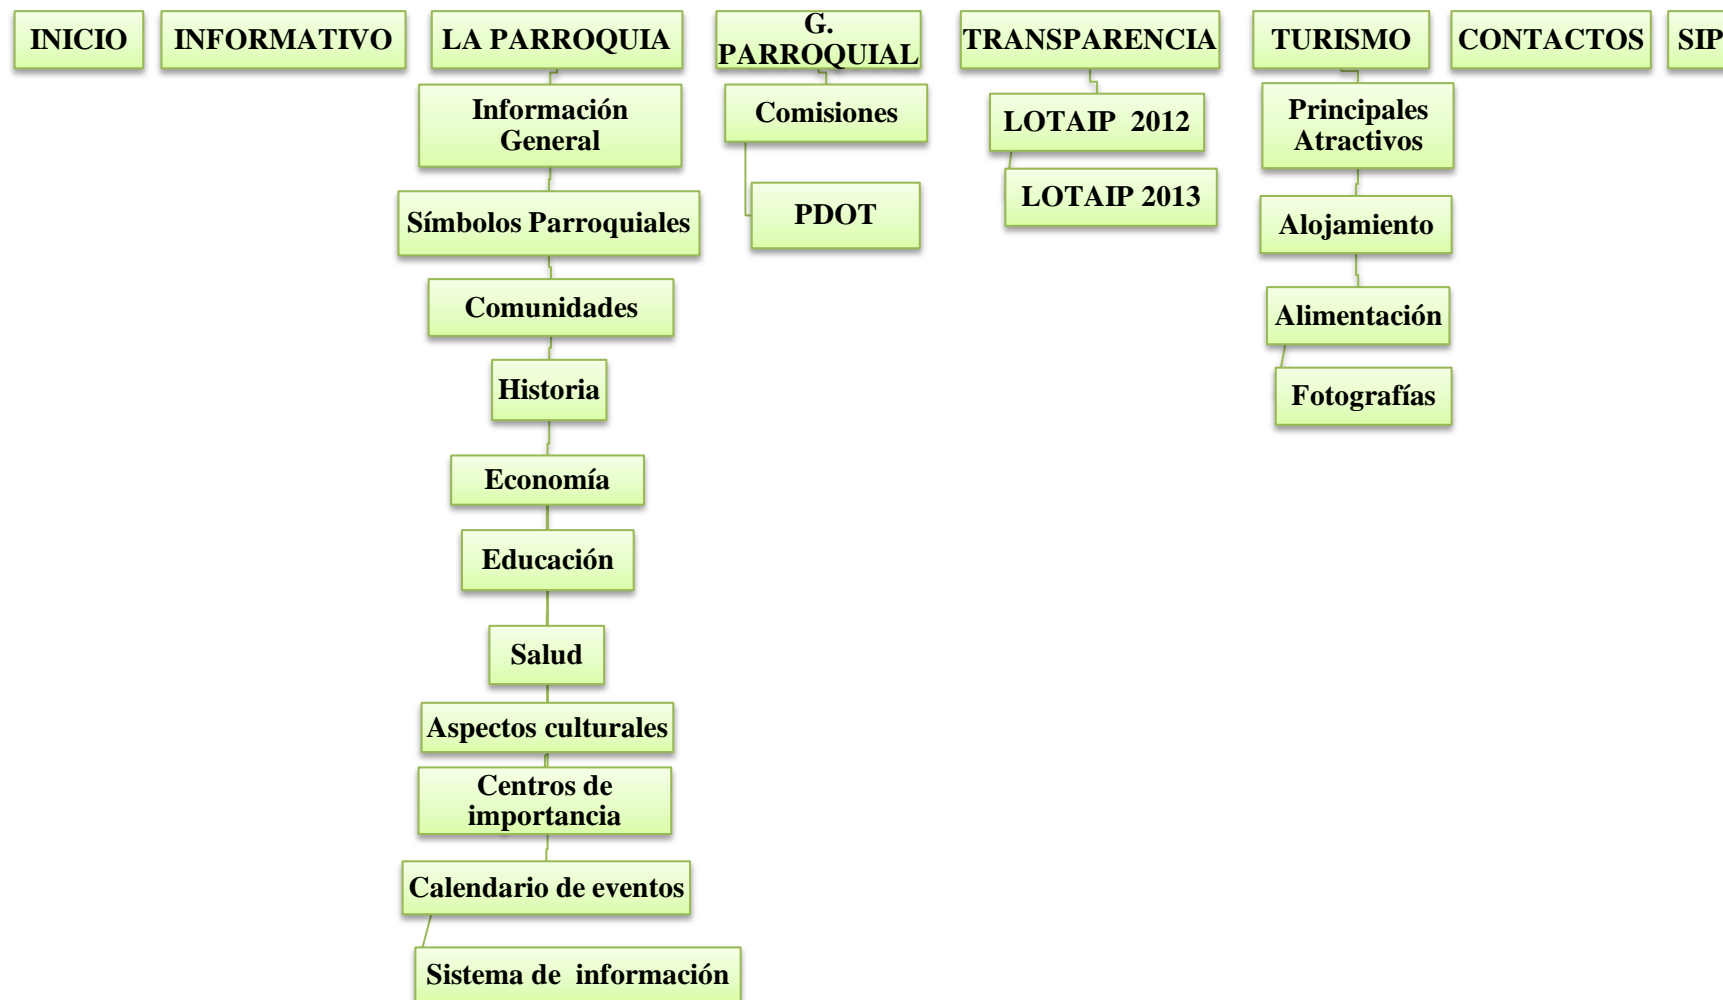 INICIO
INFORMATIVO
LA PARROQUIA
G.
PARROQUIAL
TRANSPARENCIA
TURISMO
CONTACTOS
SIP
Información
General
Símbolos Parroquiales
Comunidades
Historia
Economía
Educación
Salud
Aspectos culturales
Centros de
importancia
Calendario de eventos
Sistema de información
Comisiones
PDOT
LOTAIP 2012
LOTAIP 2013
Principales
Atractivos
Alojamiento
Alimentación
Fotografías